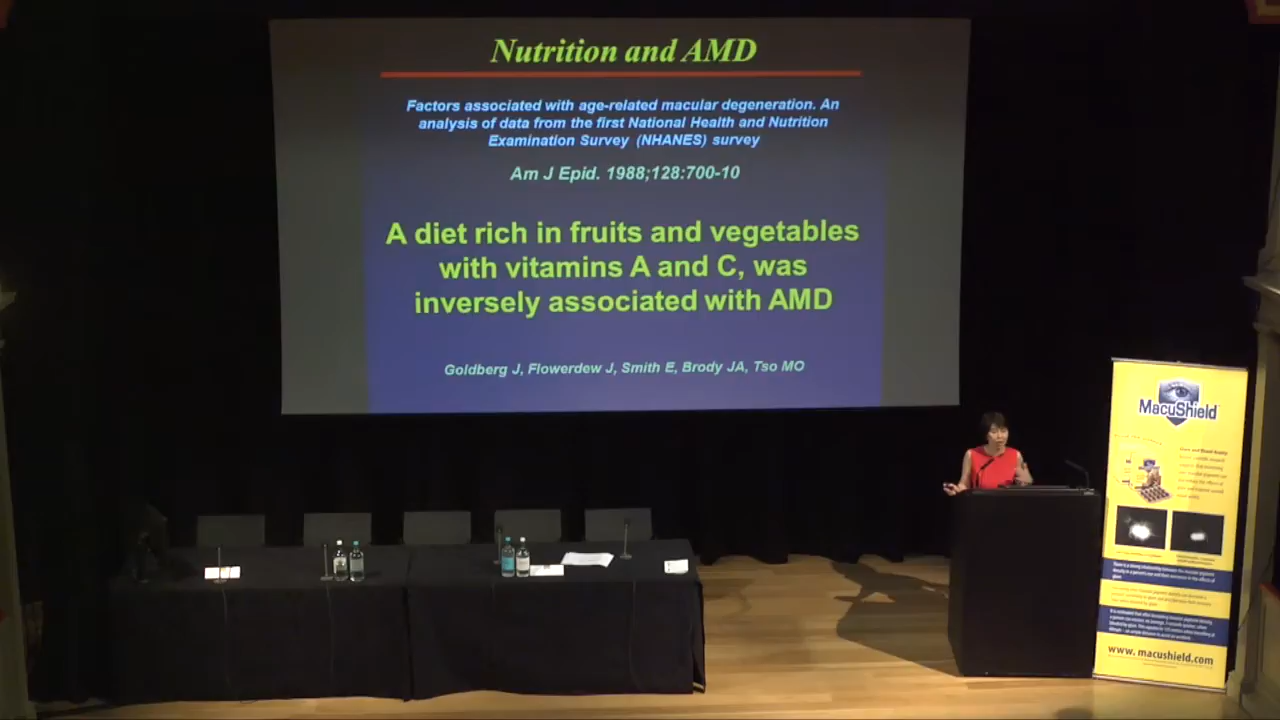 Nutrition and AMD
Factors associated with age-related macular degeneration. An
analysis of data from the first National Health and Nutrition
Examination Survey (NHANES) survey
Am J Epid. 1988;128:700-10
A diet rich in fruits and vegetables
with vitamins A and C, was
inversely associated with AMD
Goldberg J, Flowerdew J, Smith E, Brody JA, Tso MO
MacuShield
www.macushield.com